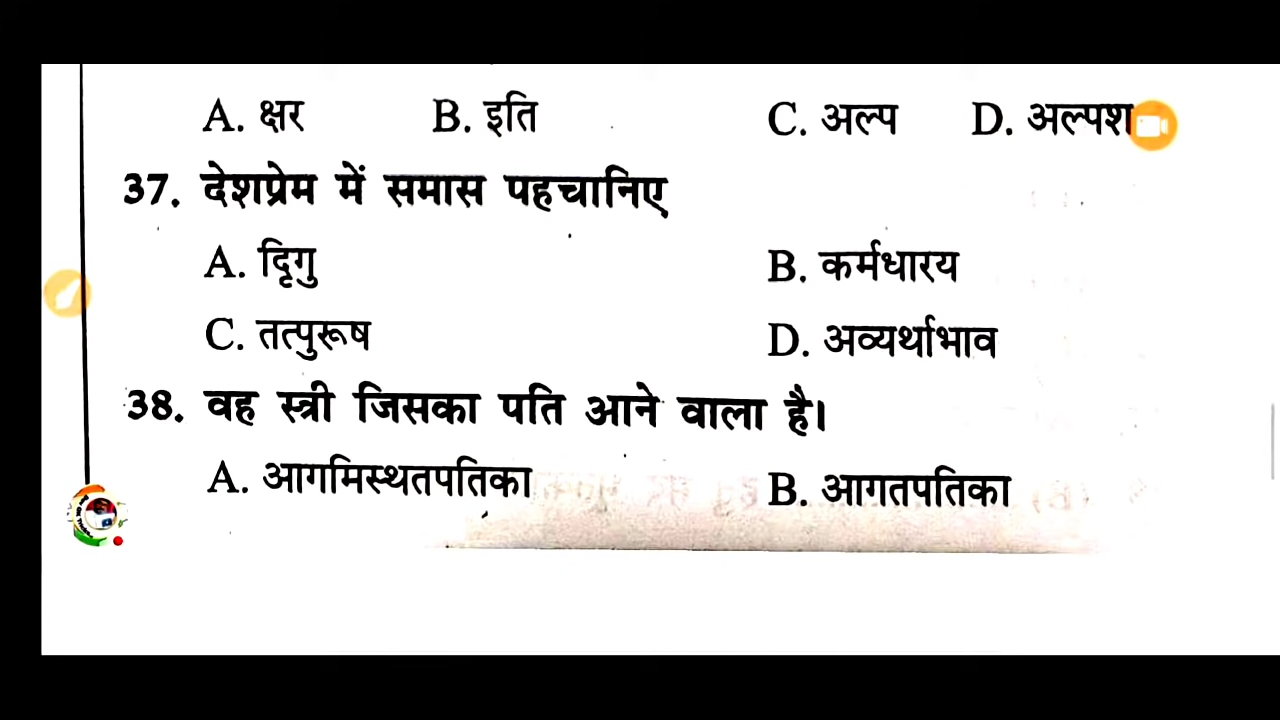 A. क्षर B. इति C. अल्प D. अल्पश
37. देशप्रेम में समास पहचानिए
A. द्विगु B. कर्मधारय
C. तत्पुरूष D. अव्यर्थाभाव
38. वह स्त्री जिसका पति आने वाला है।
A. आगमिस्थतपतिका B. आगतपतिका